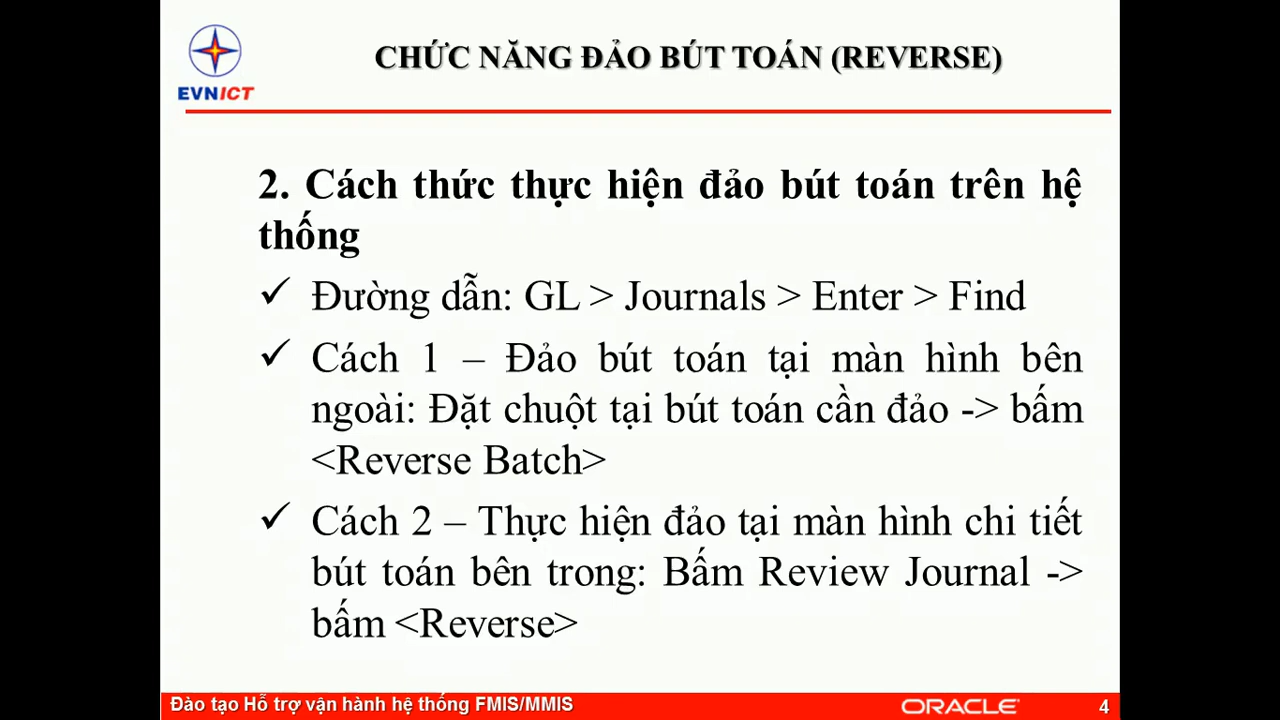 CHỨC NĂNG ĐẢO BÚT TOÁN (REVERSE)
EVNICT
2. Cách thức thực hiện đảo bút toán trên hệ
thống
✓ Đường dẫn: GL > Journals > Enter > Find
✓ Cách 1 – Đảo bút toán tại màn hình bên
ngoài: Đặt chuột tại bút toán cần đảo -> bấm
<Reverse Batch>
✓ Cách 2 – Thực hiện đảo tại màn hình chi tiết
bút toán bên trong: Bấm Review Journal ->
bấm <Reverse>
Đào tạo Hỗ trợ vận hành hệ thống FMIS/MMIS
ORACLE
4